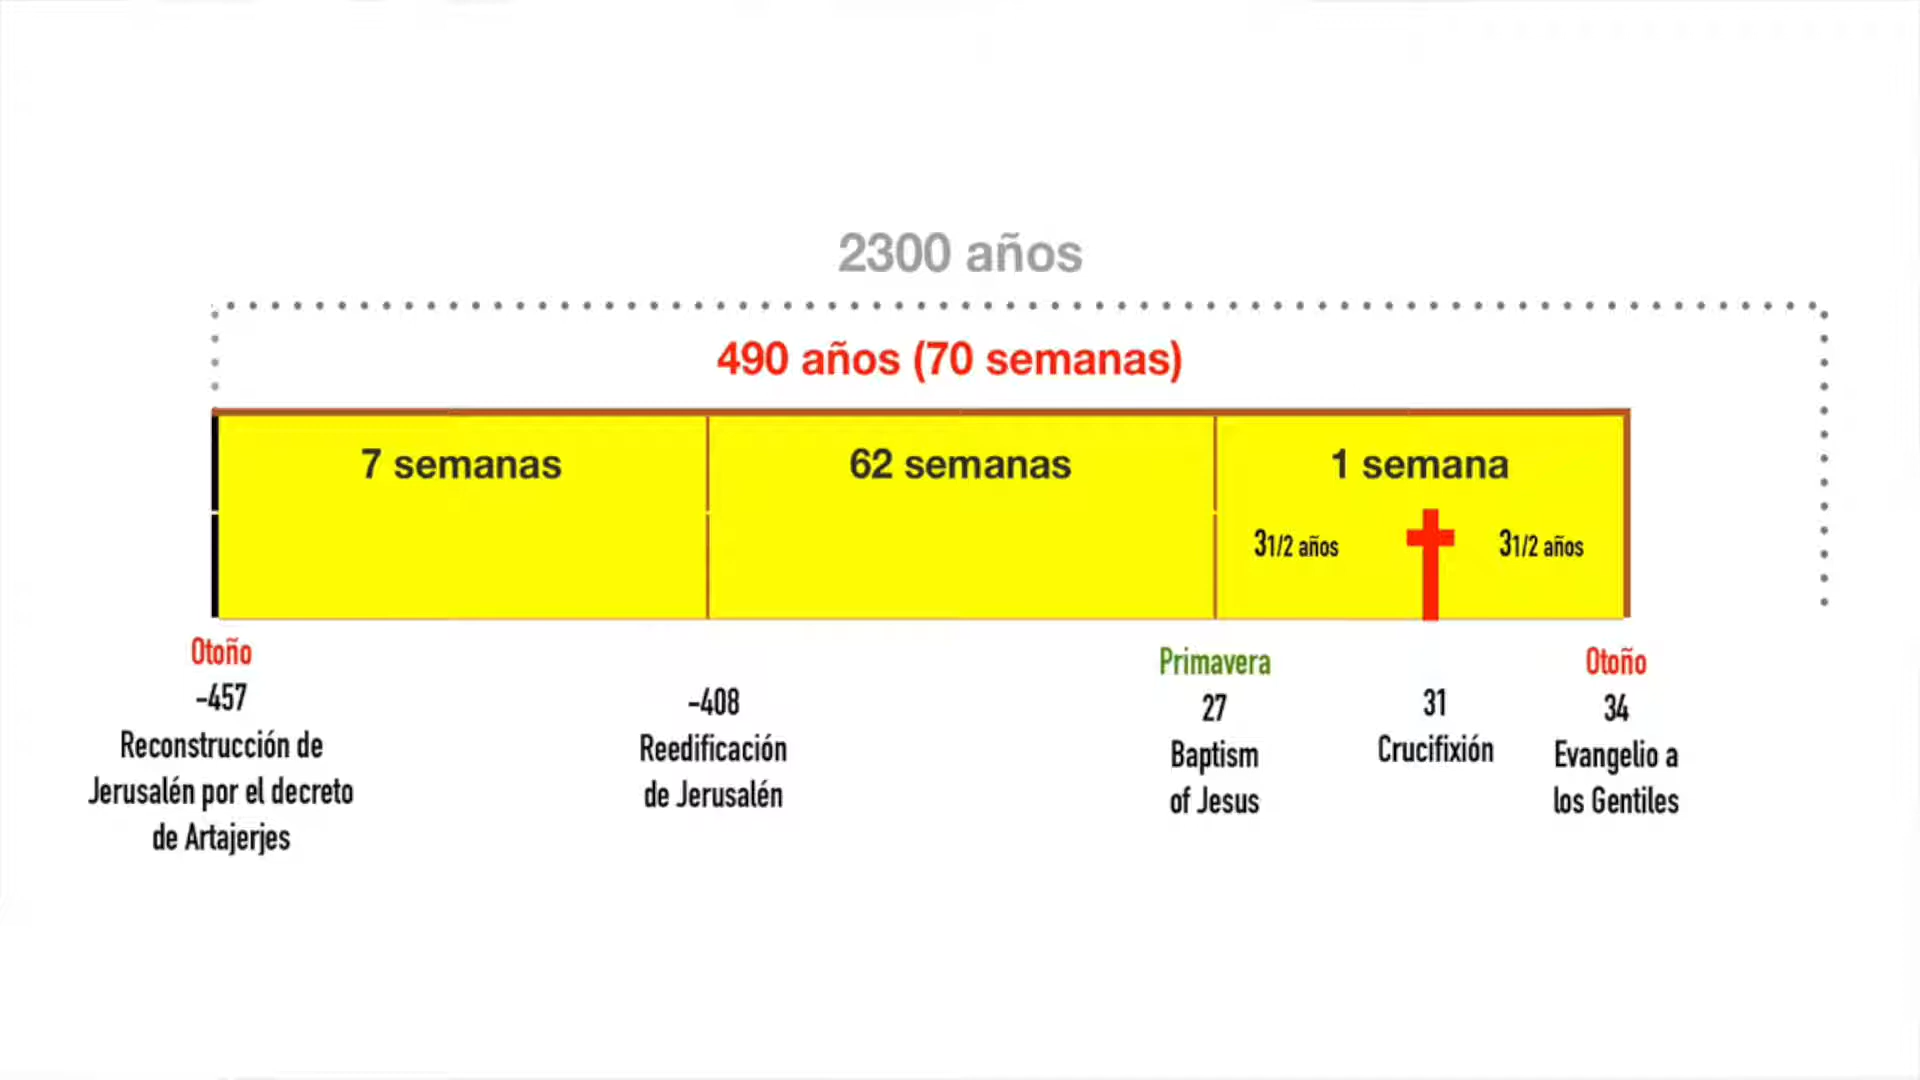 2300 años
490 años (70 semanas)
7 semanas
62 semanas
1 semana
31/2 años
31/2 años
Otoño
-457
Reconstrucción de
Jerusalén por el decreto
de Artajerjes
-408
Reedificación
de Jerusalén
Primavera
27
Baptism
of Jesus
31
Crucifixión
Otoño
34
Evangelio a
los Gentiles